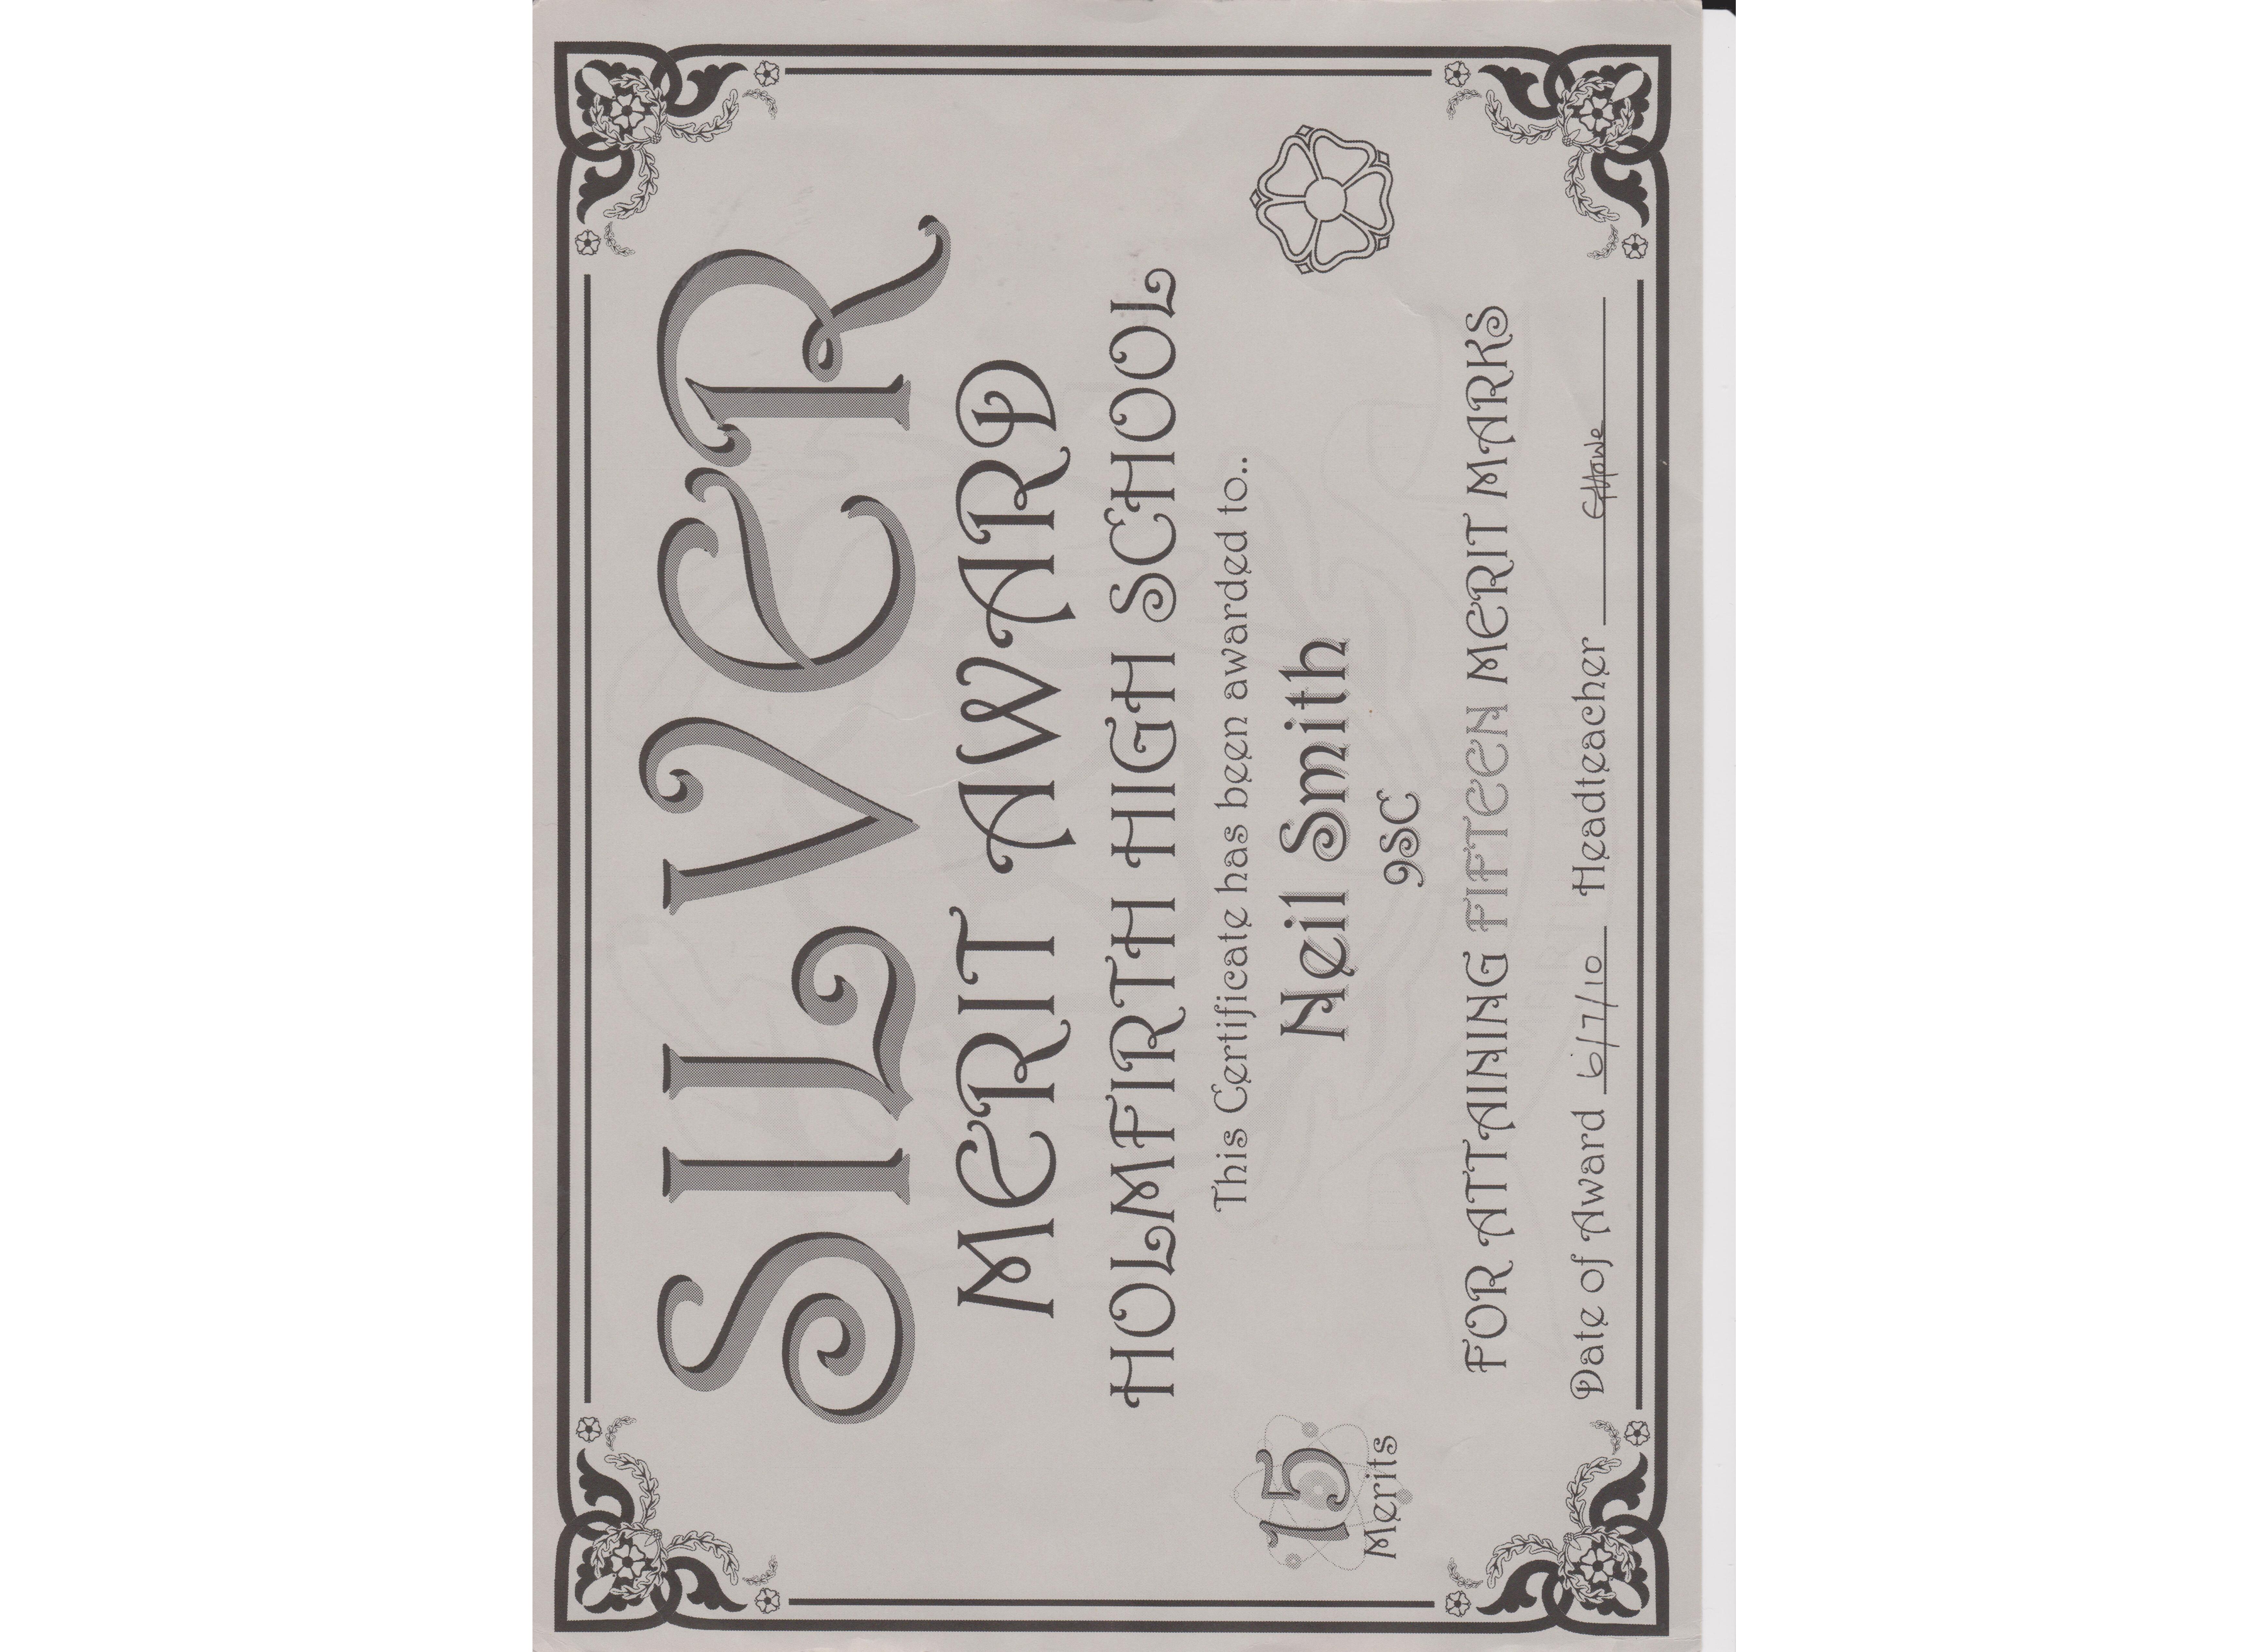 SILVER
MERIT AWARD
HOLMFIRTH HIGH SCHOOL
This Certificate has been awarded to..
15
Merits
Neil Smith
9SC
FOR ATTAINING FIFTEEN MERIT MARKS
Date of Award 6/7/10 Headteacher